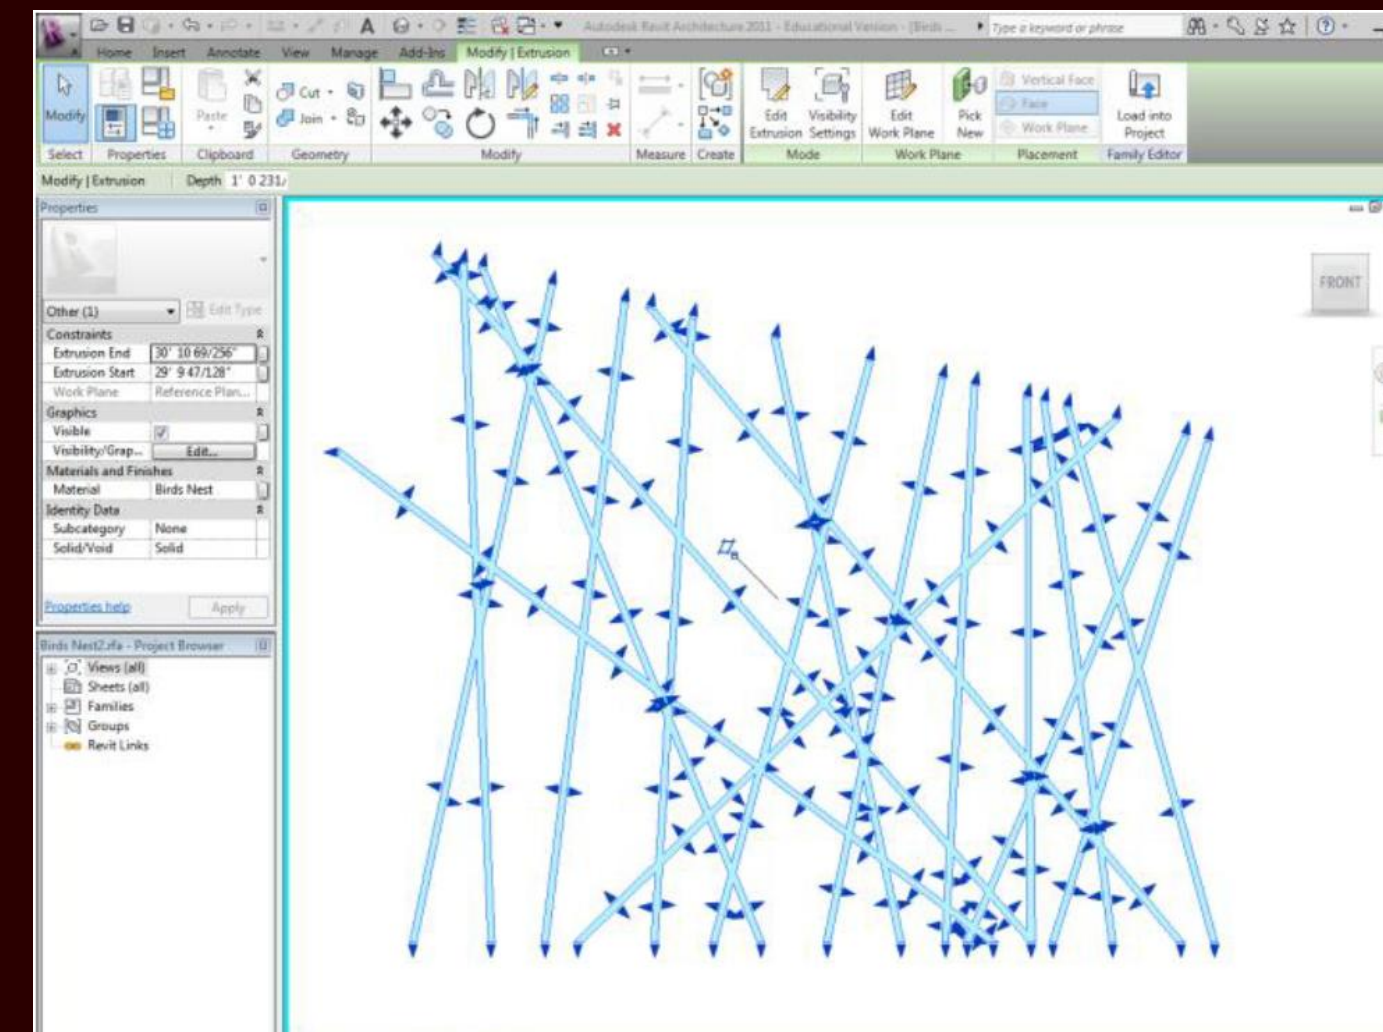 A
Autodesk Revit Architecture 2011 - Educational Version - [Birds ...
Type a keyword or phrase
Home Insert Annotate View Manage Add-Ins Modify | Extrusion
Modify
Paste
Cut
Join
Edit Extrusion
Visibility Settings
Edit Work Plane
Pick New
Vertical Face
Face
Work Plane
Load into Project
Select Properties Clipboard Geometry Modify Measure Create Mode Work Plane Placement Family Editor
Modify | Extrusion Depth 1' 0 231/
Properties
Other (1) Edit Type
Constraints
Extrusion End 30' 10 69/256"
Extrusion Start 29' 9 47/128"
Work Plane Reference Plan...
Graphics
Visible
Visibility/Grap... Edit...
Materials and Finishes
Material Birds Nest
Identity Data
Subcategory None
Solid/Void Solid
Properties help Apply
Birds Nest2.rfa - Project Browser
Views (all)
Sheets (all)
Families
Groups
Revit Links
FRONT